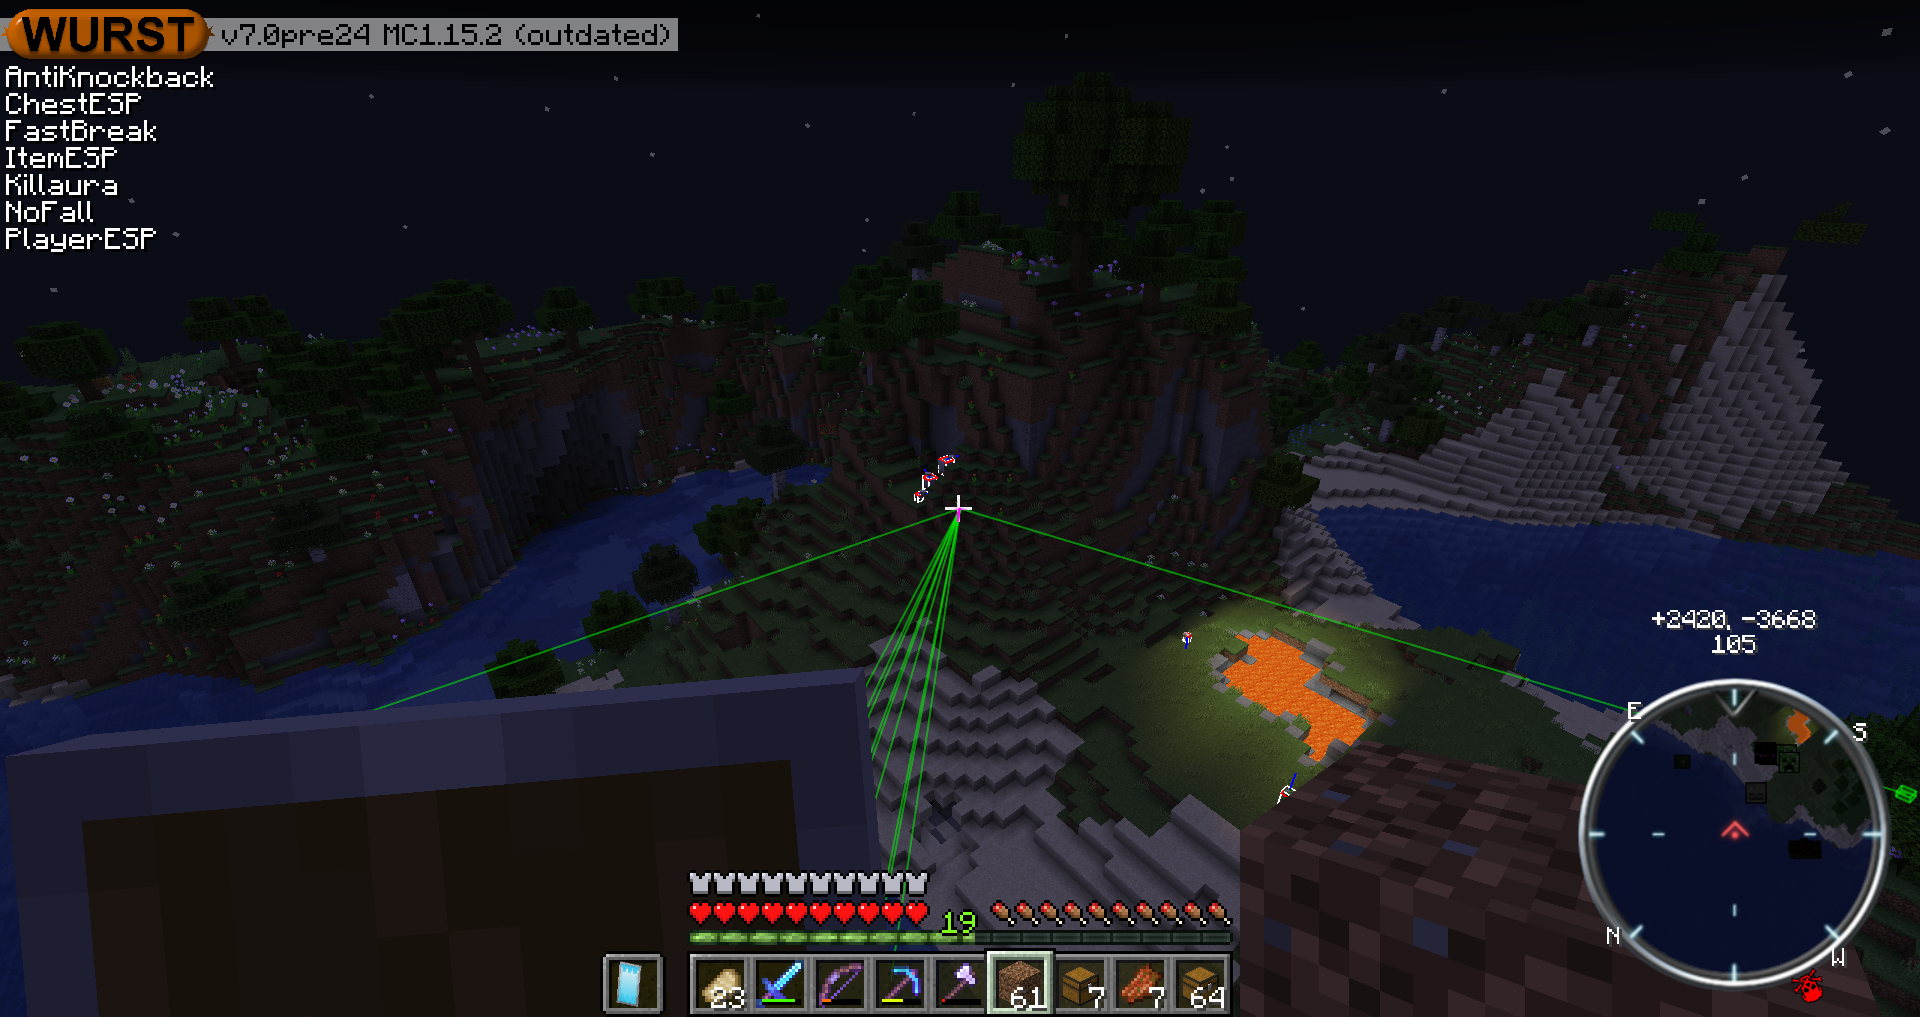 WURST v7.0pre24 MC1.15.2 (outdated)
AntiKnockback
ChestESP
FastBreak
ItemESP
Killaura
NoFall
PlayerESP
+2420, -3668
105
E
S
N
W
19
23
61
7
7
64